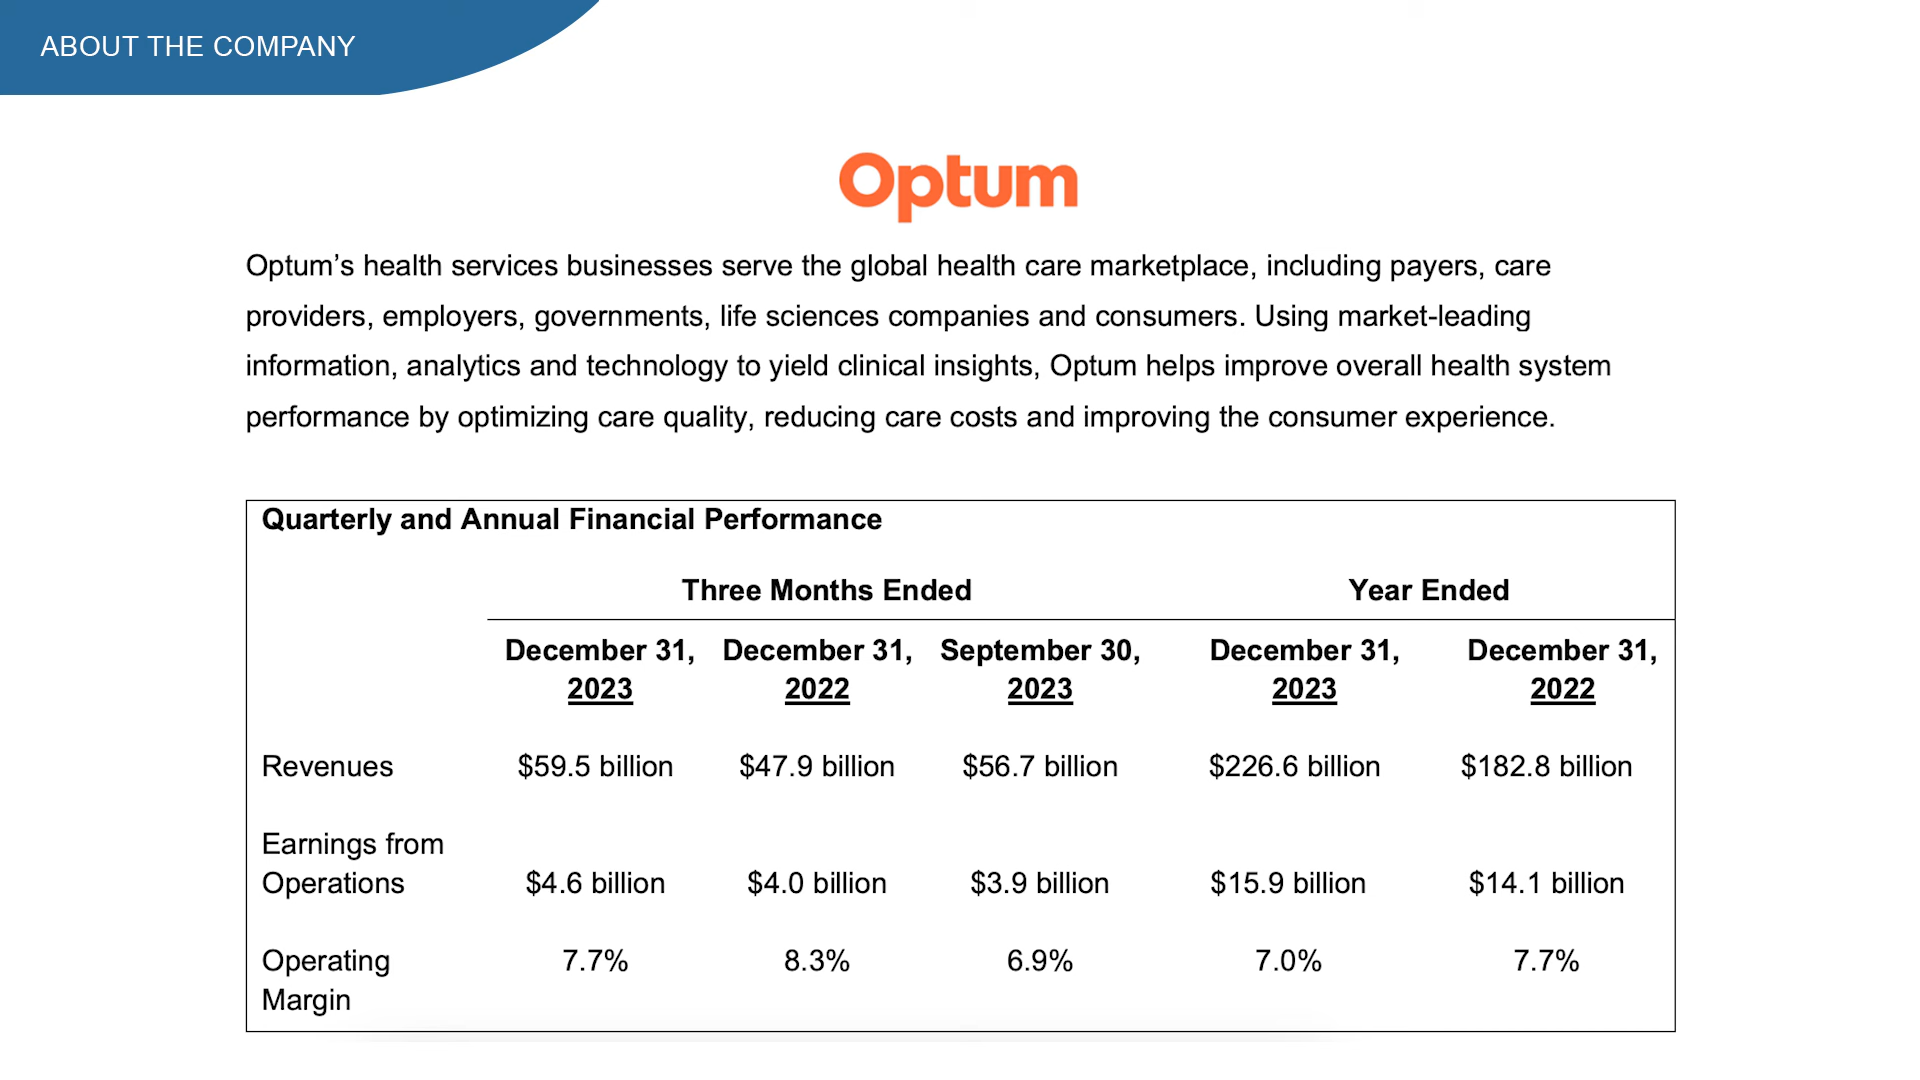 ABOUT THE COMPANY
Optum
Optum’s health services businesses serve the global health care marketplace, including payers, care
providers, employers, governments, life sciences companies and consumers. Using market-leading
information, analytics and technology to yield clinical insights, Optum helps improve overall health system
performance by optimizing care quality, reducing care costs and improving the consumer experience.
Quarterly and Annual Financial Performance
Three Months Ended Year Ended
December 31, December 31, September 30, December 31, December 31,
2023 2022 2023 2023 2022
Revenues $59.5 billion $47.9 billion $56.7 billion $226.6 billion $182.8 billion
Earnings from
Operations $4.6 billion $4.0 billion $3.9 billion $15.9 billion $14.1 billion
Operating 7.7% 8.3% 6.9% 7.0% 7.7%
Margin